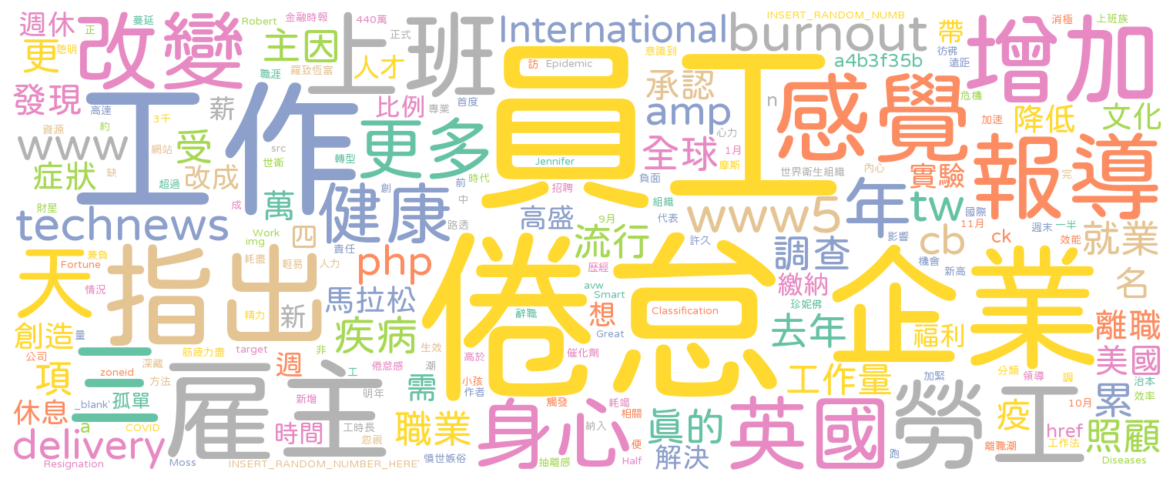 週休
蔓延
正
Robert
金融時報
440萬
正式
International
INSERT_RANDOM_NUMB
消極
上班族
改變
上班
burnout
增加
更
主因
人才
訪
Epidemic
意識到
帶
彷彿
遠距
職涯
羅致恆富
員工
a4b3f35b
發現
高速
薪
比例
專業
首度
承認
感覺
危機
資源
約
3千
工作
amp
n
心力
加速
降低
文化
www
網站
src
轉型
更多
Jennifer
全球
1月
摩斯
報導
受
世衛
世界衛生組織
內心
實驗
完
症狀
缺
超過
改成
時代
招聘
負面
財星
成
萬
健康
創
前
中
組織
年
tw
國際
11月
週末
一半
technews
路透
高盛
9月
代表
www5
影響
效能
Work
img
四
責任
流行
許久
調查
cb
ck
就業
兼負
Fortune
天
指出
耗盡
輕易
人力
php
倦怠
歷經
avw
Smart
繳納
企業
機會
新高
名
情況
精力
新
馬拉松
辭職
想
Classification
珍妮佛
創造
量
筋疲力盡
target
非
疾病
生效
Great
去年
福利
離職
公司
深藏
倦怠感
潮
高於
催化劑
美國
三
zoneid
方法
週
工
小孩
作者
工作量
加緊
分類
領導
調
治本
效率
項
_blank'
孤單
雇主
新增
明年
需
觸發
耗竭
相關
10月
累
休息
a
COVID
時間
工時長
忽視
職業
身心
納入
便
真的
英國
勞工
疫
離職潮
href
工作法
照顧
delivery
Resignation
Moss
INSERT_RANDOM_NUMBER_HERE'
憤世嫉俗
抽離感
Half
解決
跑
Diseases